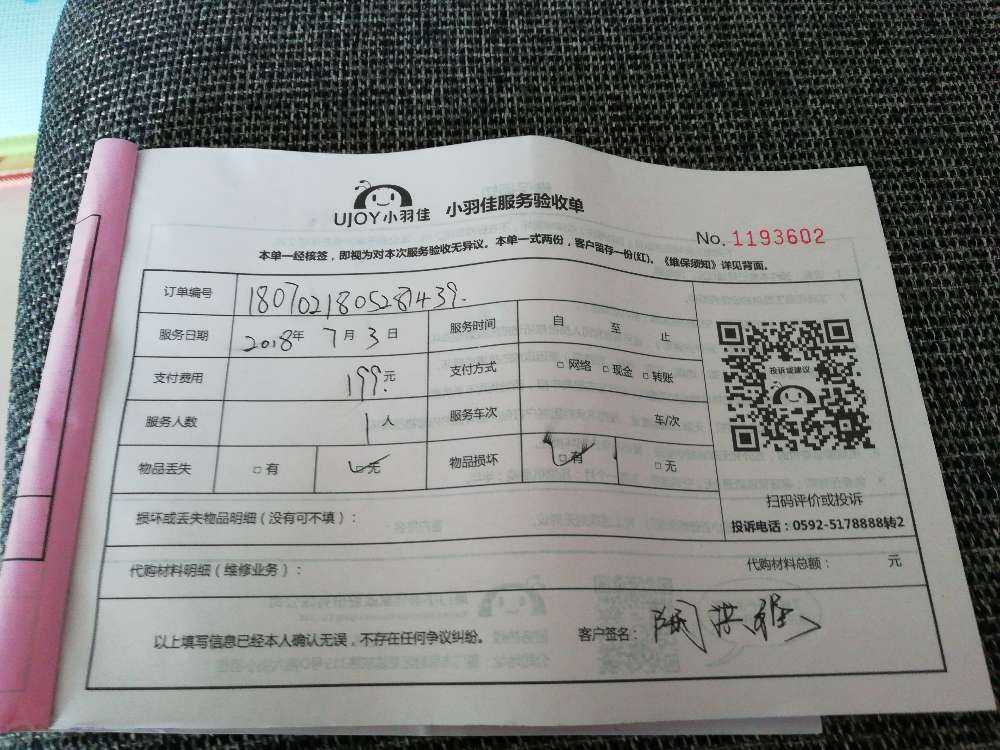 UJOY小羽佳 小羽佳服务验收单
No. 1193602
本单一经核签，即视为对本次服务验收无异议。本单一式两份，客户留存一份(红)。《维保须知》详见背面。
订单编号 180702180528743９.
服务日期 2018年 7月 3日 服务时间 自 至 止
支付费用 199.元 支付方式 □网络 □现金 □转账
服务人数 1人 服务车次 车/次
投诉或建议
物品丢失 □有 □无 物品损坏 □有 □无
扫码评价或投诉
损坏或丢失物品明细（没有可不填）：
投诉电话：0592-5178888转2
代购材料明细（维修业务）： 代购材料总额： 元
以上填写信息已经本人确认无误，不存在任何争议纠纷。 客户签名：